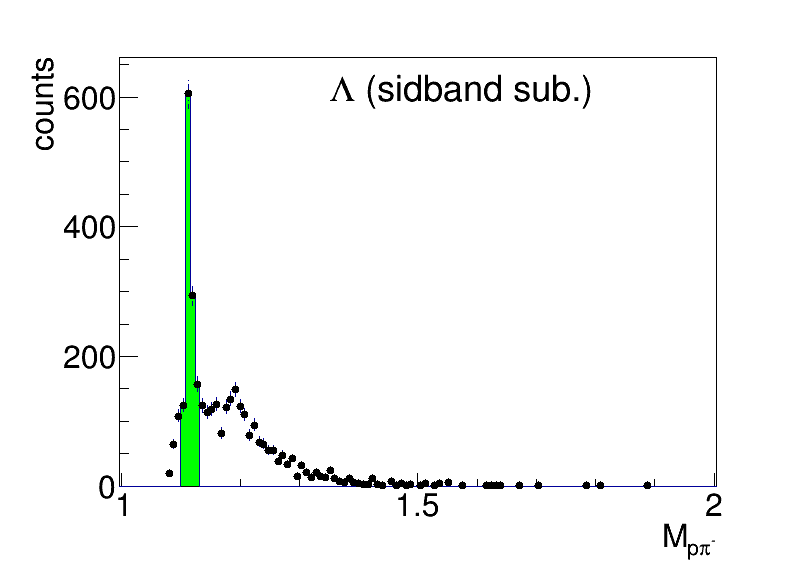 Λ (sidband sub.)
counts
600
400
200
0
1
1.5
2
M_{pπ^-}